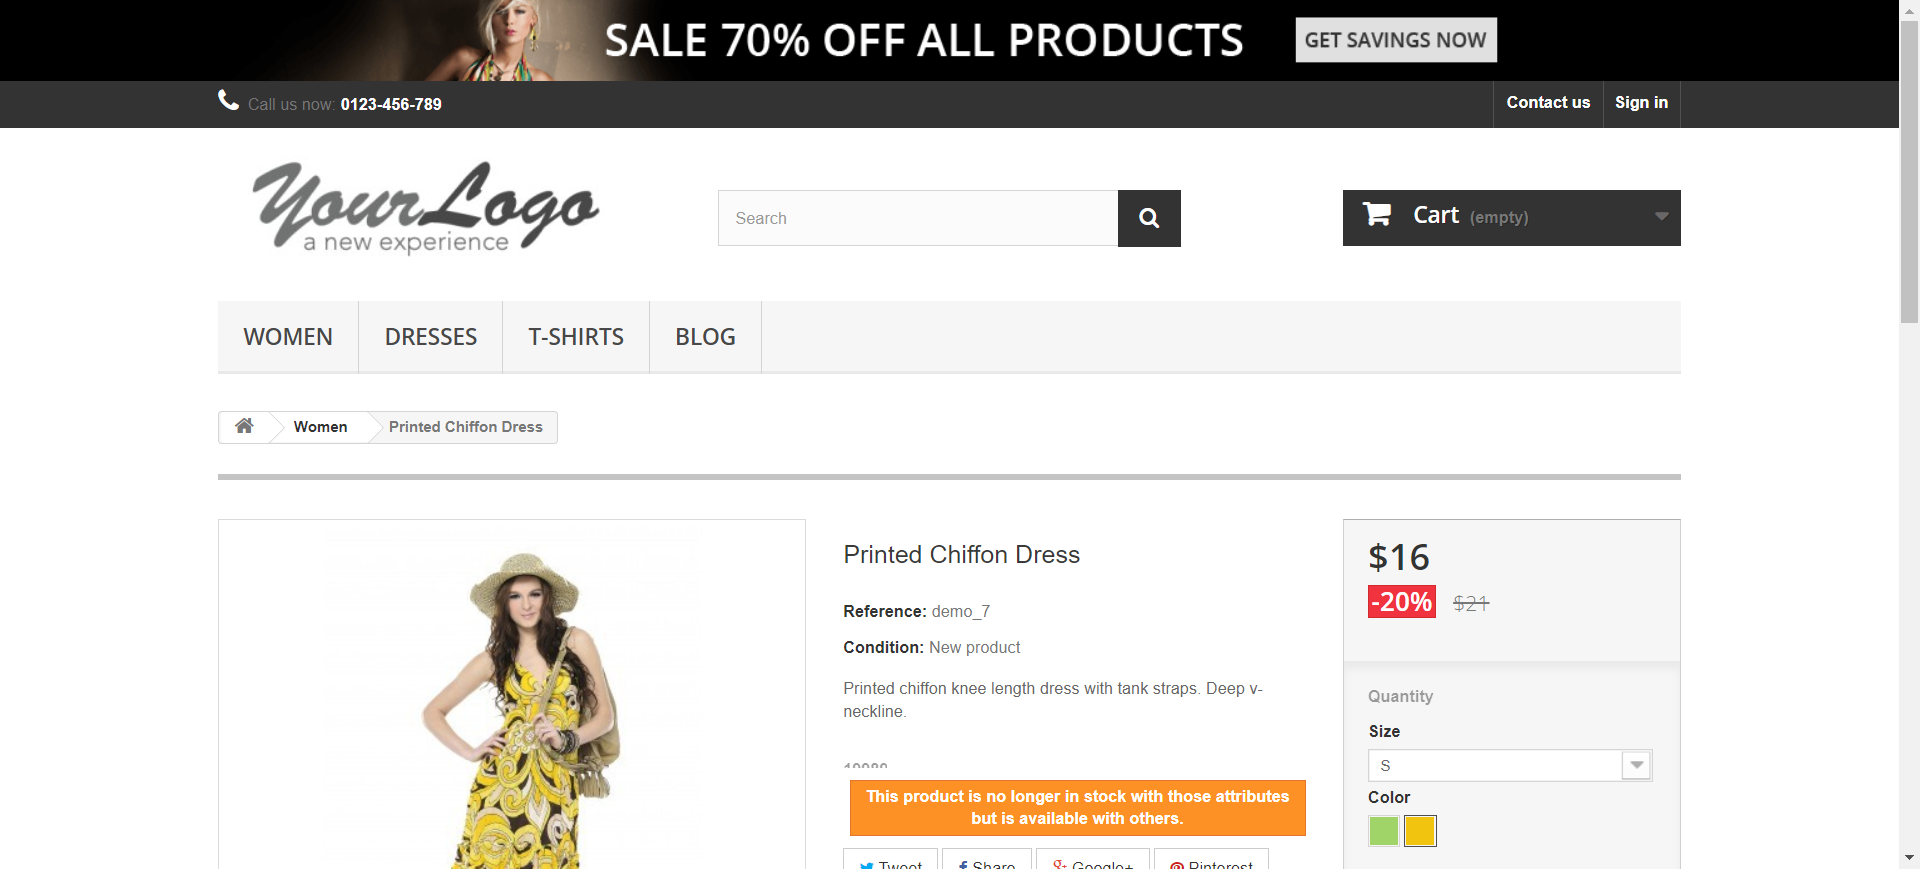 SALE 70% OFF ALL PRODUCTS
GET SAVINGS NOW
Call us now: 0123-456-789
Contact us
Sign in
YourLogo
a new experience
Search
Cart (empty)
WOMEN
DRESSES
T-SHIRTS
BLOG
Women
Printed Chiffon Dress
Printed Chiffon Dress
Reference: demo_7
Condition: New product
Printed chiffon knee length dress with tank straps. Deep v-
neckline.
This product is no longer in stock with those attributes
but is available with others.
Tweet
Share
Google+
Pinterest
$16
-20% $21
Quantity
Size
S
Color